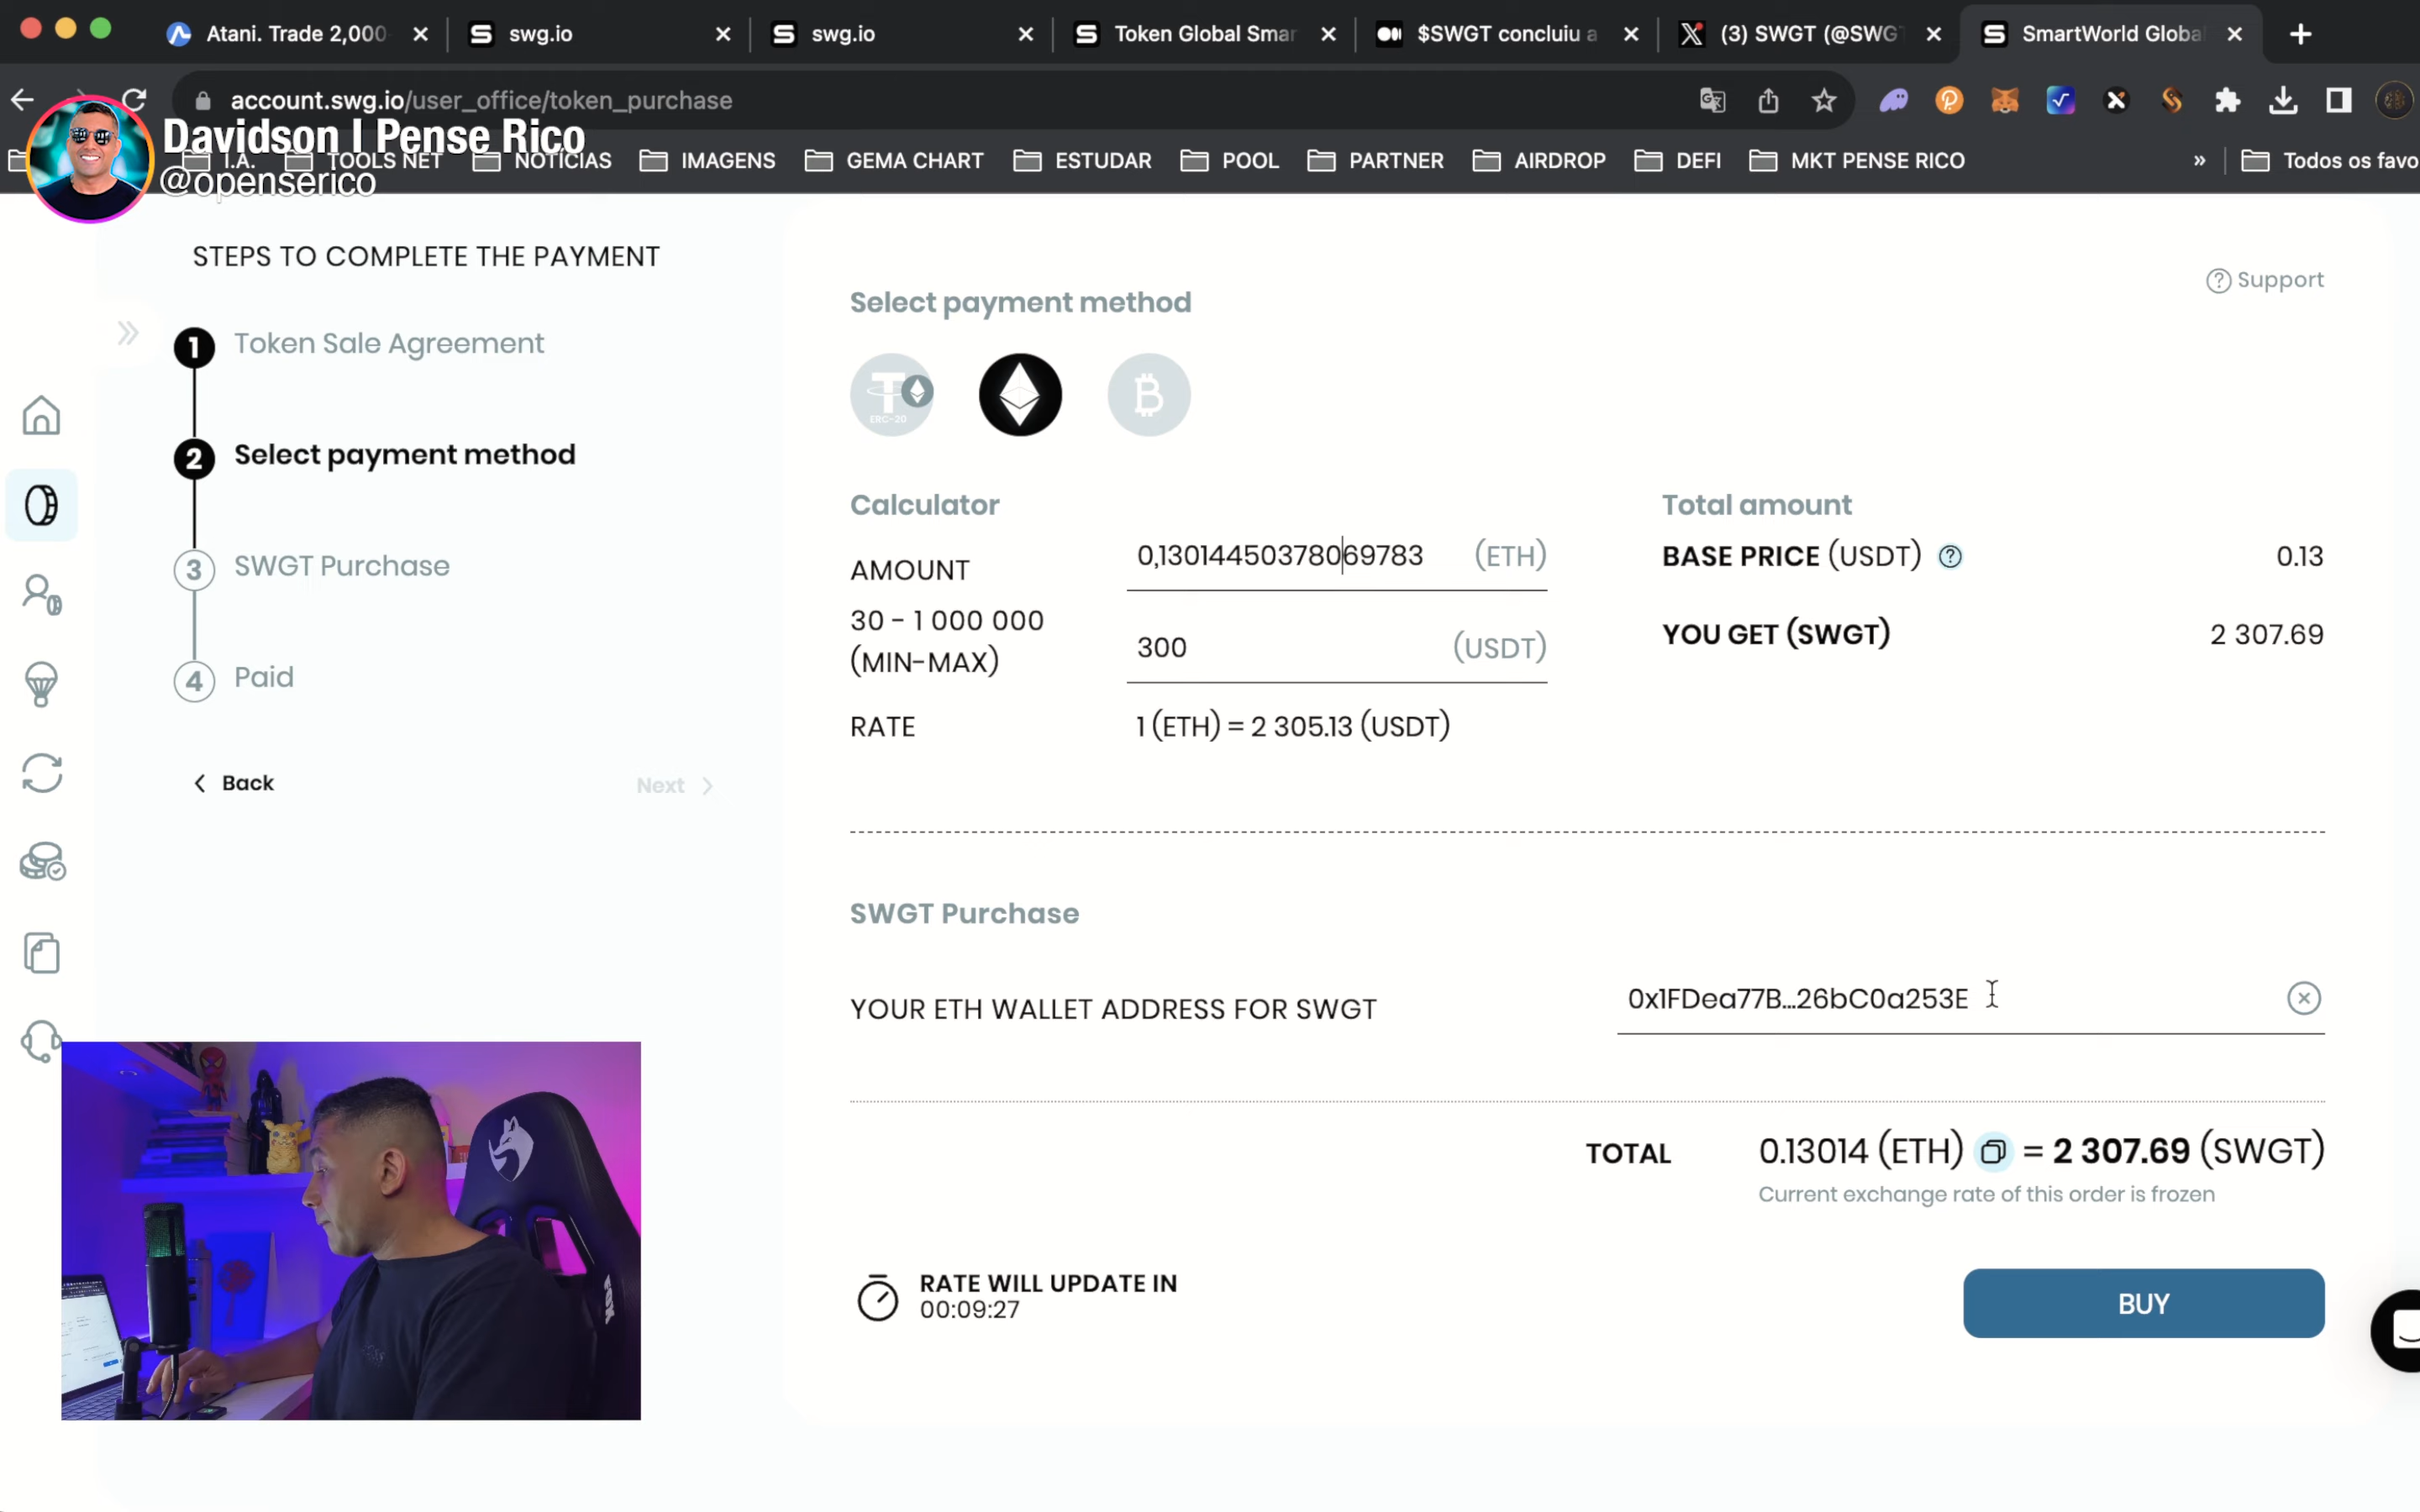 Atani. Trade 2,000
swg.io
swg.io
Token Global Smar
$SWGT concluiu a
(3) SWGT (@SWG
SmartWorld Globa
account.swg.io/user_office/token_purchase
Davidson I Pense Rico
@openserico
I.A.
TOOLS NET
NOTÍCIAS
IMAGENS
GEMA CHART
ESTUDAR
POOL
PARTNER
AIRDROP
DEFI
MKT PENSE RICO
»
Todos os favo
STEPS TO COMPLETE THE PAYMENT
1 Token Sale Agreement
2 Select payment method
3 SWGT Purchase
4 Paid
Back
Next
Support
Select payment method
ERC-20
Calculator
AMOUNT
30 - 1 000 000
(MIN-MAX)
0,13014450378069783 (ETH)
300 (USDT)
RATE
1 (ETH) = 2 305.13 (USDT)
Total amount
BASE PRICE (USDT) ? 0.13
YOU GET (SWGT) 2 307.69
SWGT Purchase
YOUR ETH WALLET ADDRESS FOR SWGT
0x1FDea77B...26bC0a253E
TOTAL
0.13014 (ETH) = 2 307.69 (SWGT)
Current exchange rate of this order is frozen
RATE WILL UPDATE IN
00:09:27
BUY